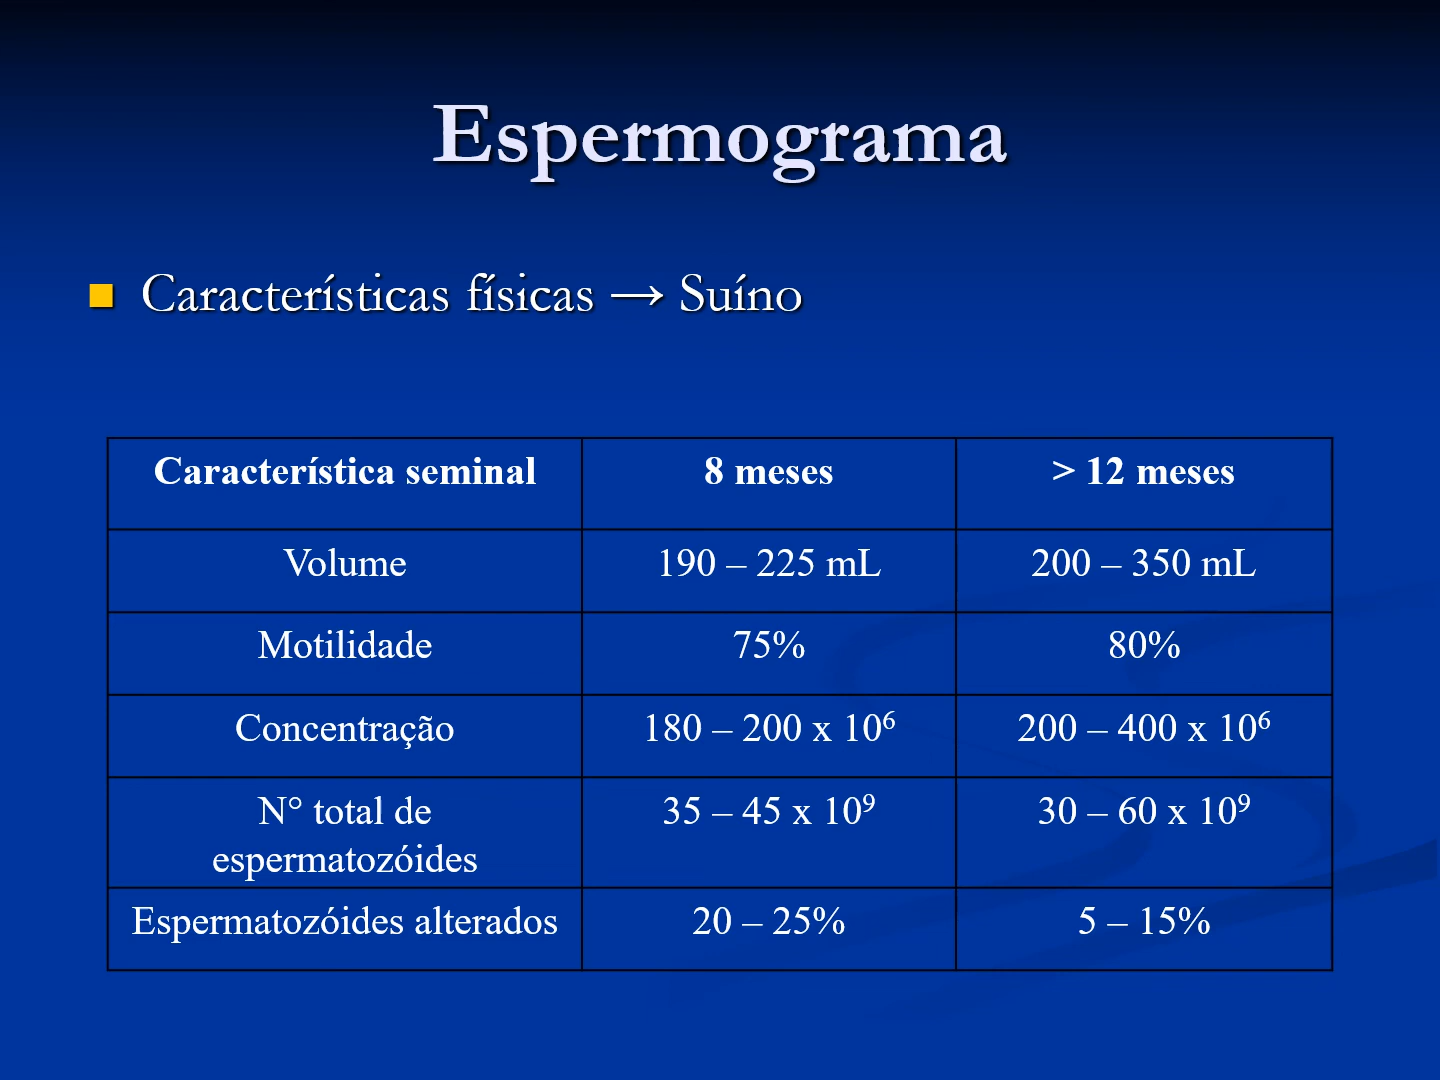 Espermograma
Características físicas → Suíno
Característica seminal 8 meses > 12 meses
Volume 190 – 225 mL 200 – 350 mL
Motilidade 75% 80%
Concentração 180 – 200 x 10⁶ 200 – 400 x 10⁶
N° total de 35 – 45 x 10⁹ 30 – 60 x 10⁹
espermatozóides
Espermatozóides alterados 20 – 25% 5 – 15%